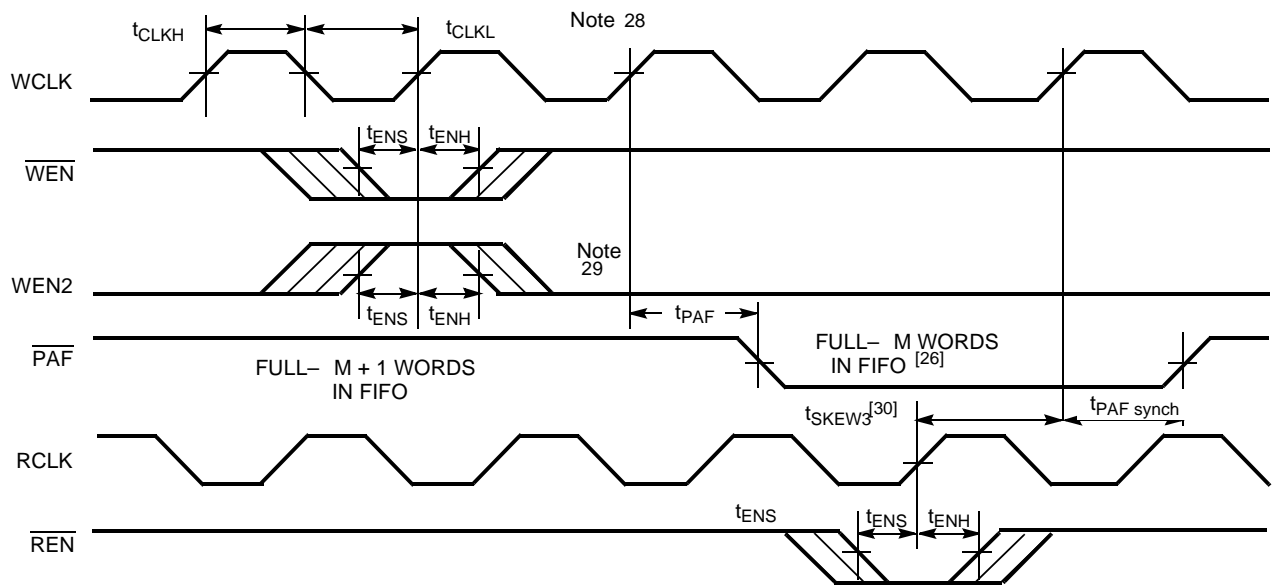 Note 28
tCLKH
tCLKL
WCLK
tENS
tENH
WEN
Note
29
WEN2
tENS
tENH
tPAF
PAF
FULL– M + 1 WORDS
IN FIFO
FULL– M WORDS
IN FIFO [26]
tSKEW3[30]
tPAF synch
RCLK
tENS
tENS
tENH
REN